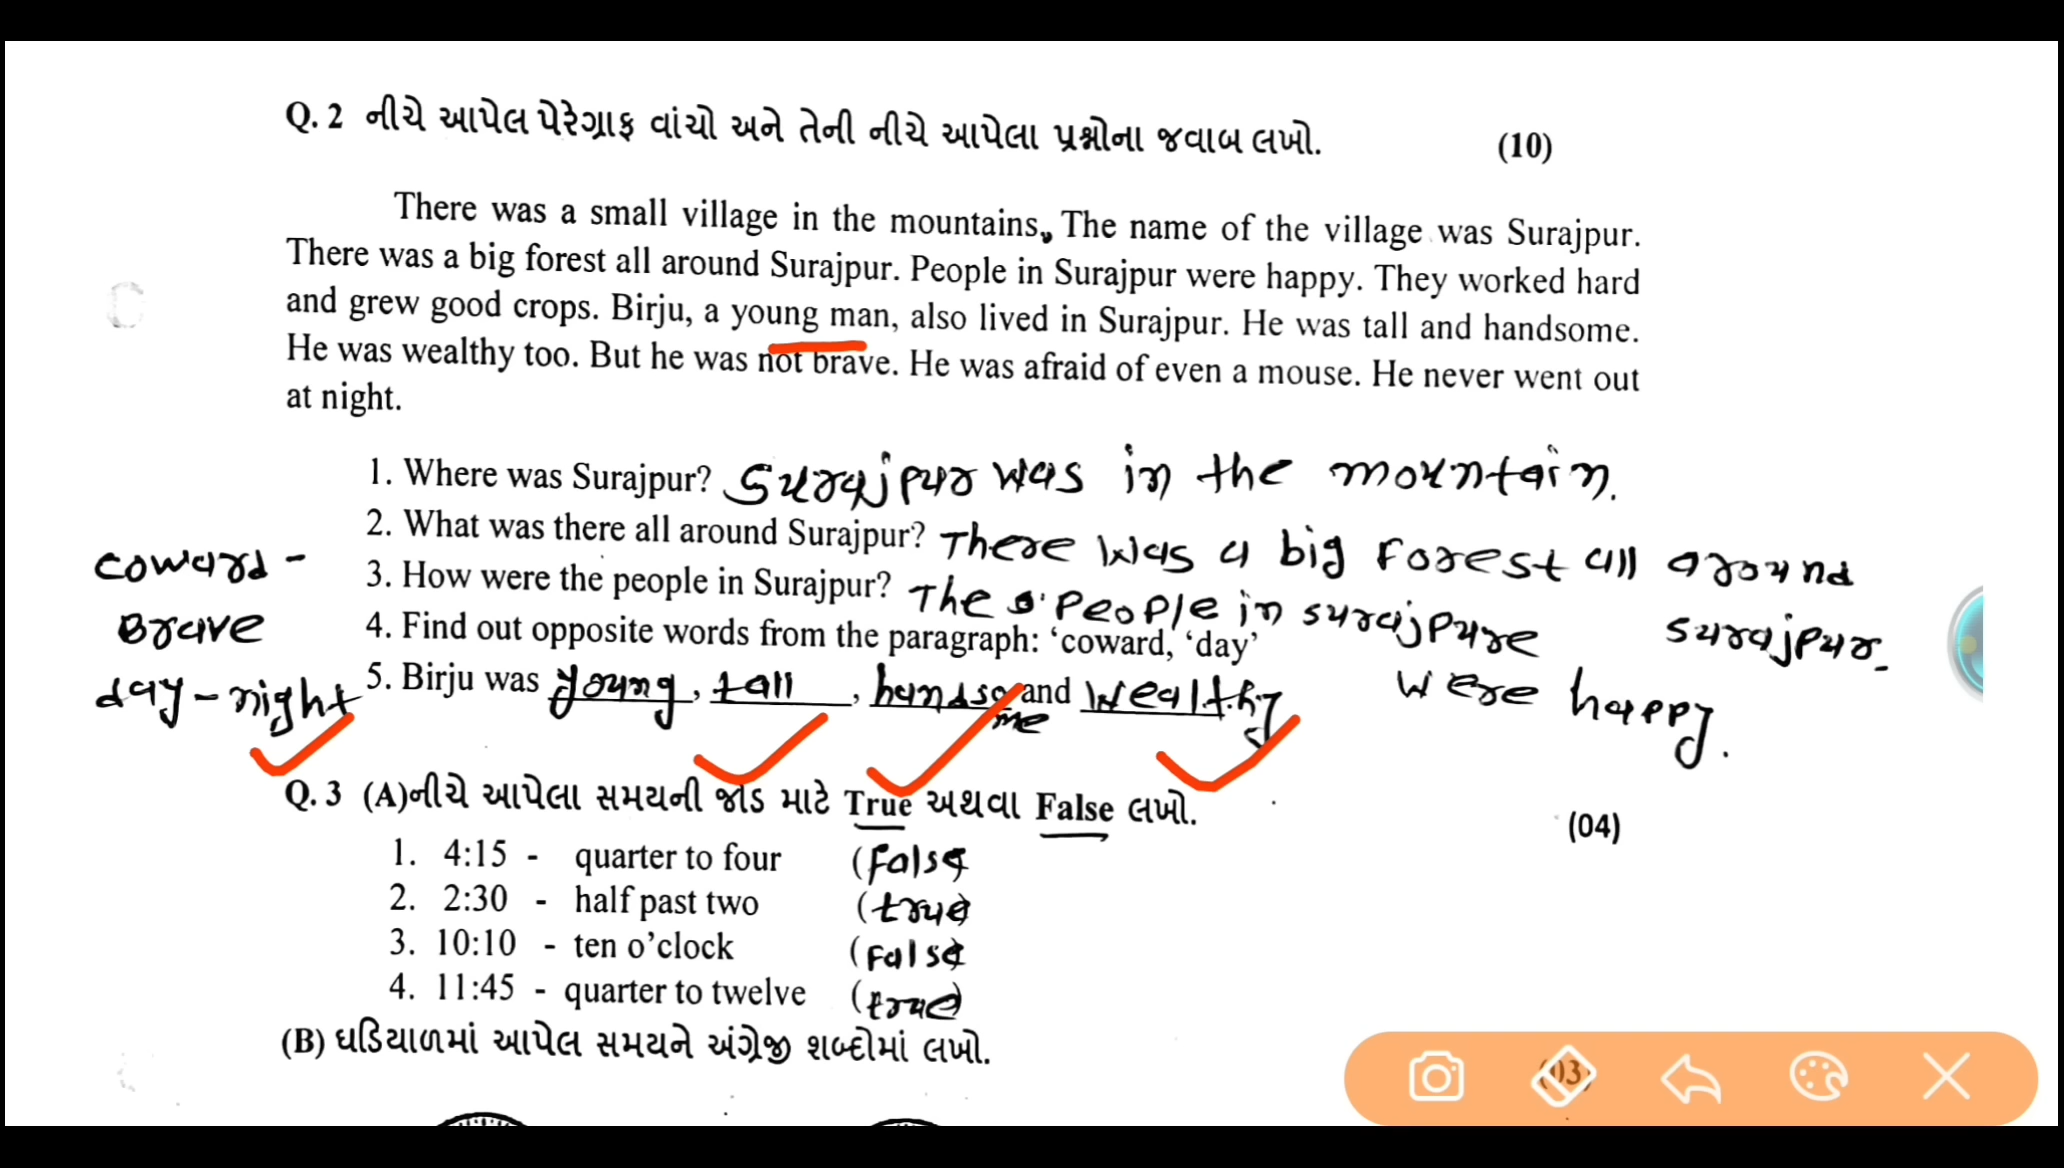 Q. 2 નીચે આપેલ પેરેગ્રાફ વાંચો અને તેની નીચે આપેલા પ્રશ્નોના જવાબ લખો. (10)
There was a small village in the mountains, The name of the village was Surajpur.
There was a big forest all around Surajpur. People in Surajpur were happy. They worked hard
and grew good crops. Birju, a young man, also lived in Surajpur. He was tall and handsome.
He was wealthy too. But he was not brave. He was afraid of even a mouse. He never went out
at night.
1. Where was Surajpur? Surajpur was in the mountain.
2. What was there all around Surajpur? There was a big forest all around
Surajpur.
3. How were the people in Surajpur? The People in Surajpure
were happy.
4. Find out opposite words from the paragraph: ‘coward, ‘day’
coward -
Brave
day - night
5. Birju was young, tall, handsome and wealthy
Q. 3 (A)નીચે આપેલા સમયની જોડ માટે True અથવા False લખો. (04)
1. 4:15 - quarter to four (False
2. 2:30 - half past two (true)
3. 10:10 - ten o’clock (False
4. 11:45 - quarter to twelve (true)
(B) ઘડિયાળમાં આપેલ સમયને અંગ્રેજી શબ્દોમાં લખો. (03)